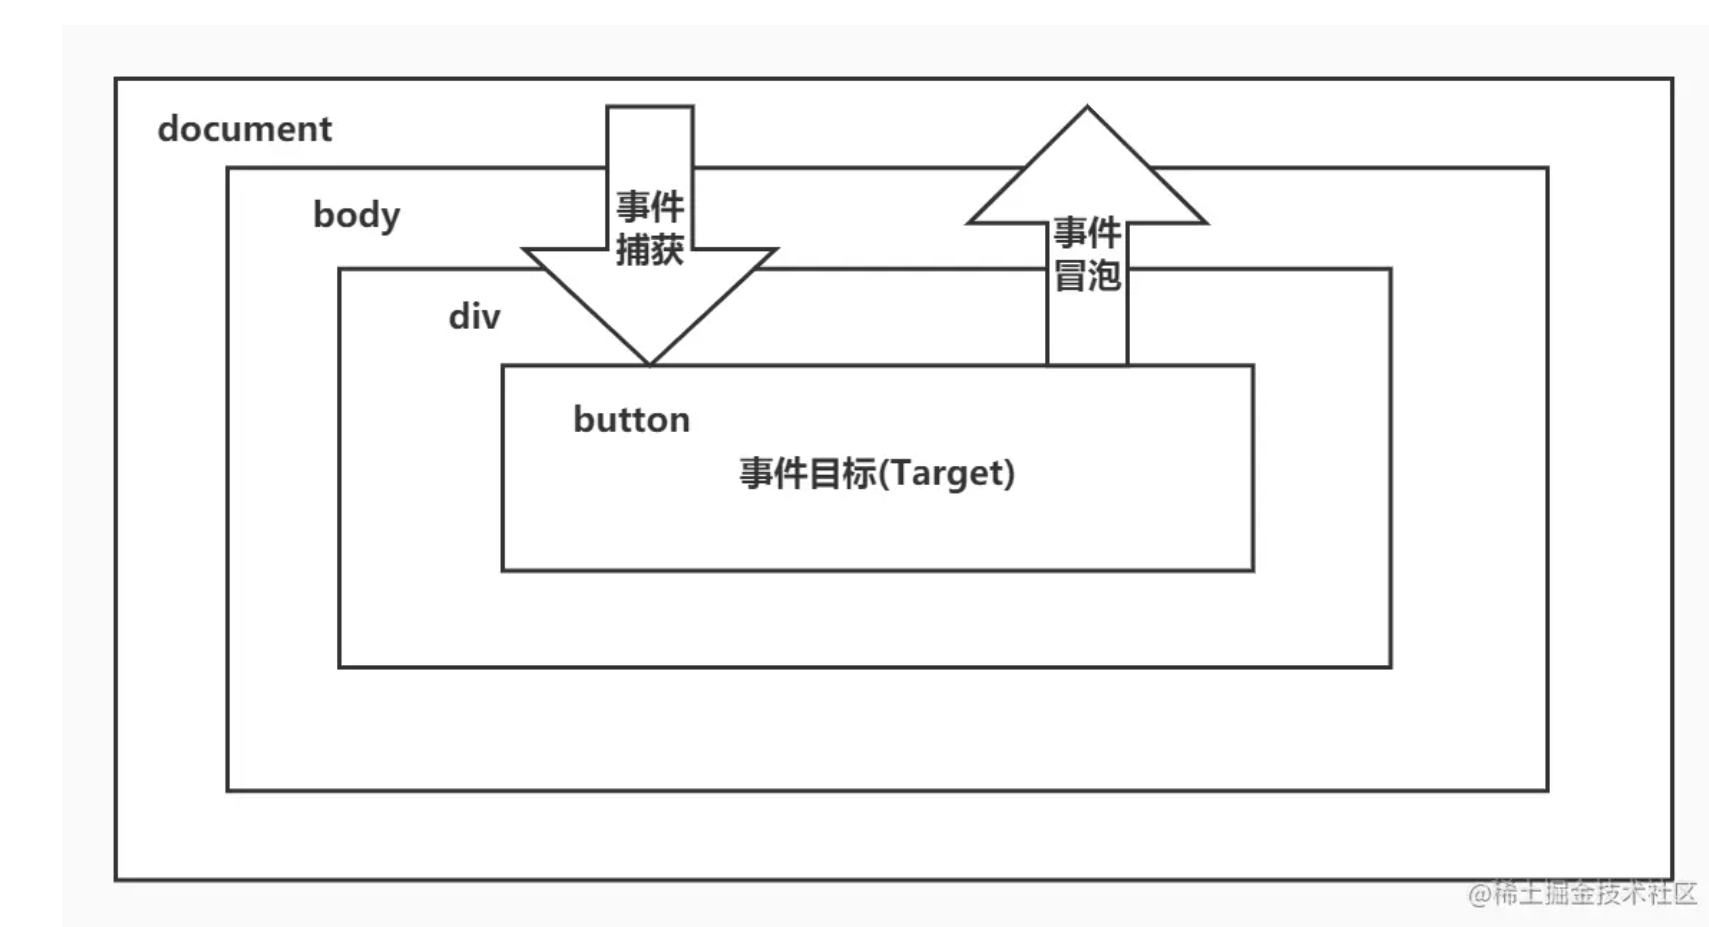 document
body
事件
捕获
事件
冒泡
div
button
事件目标(Target)
@稀土掘金技术社区